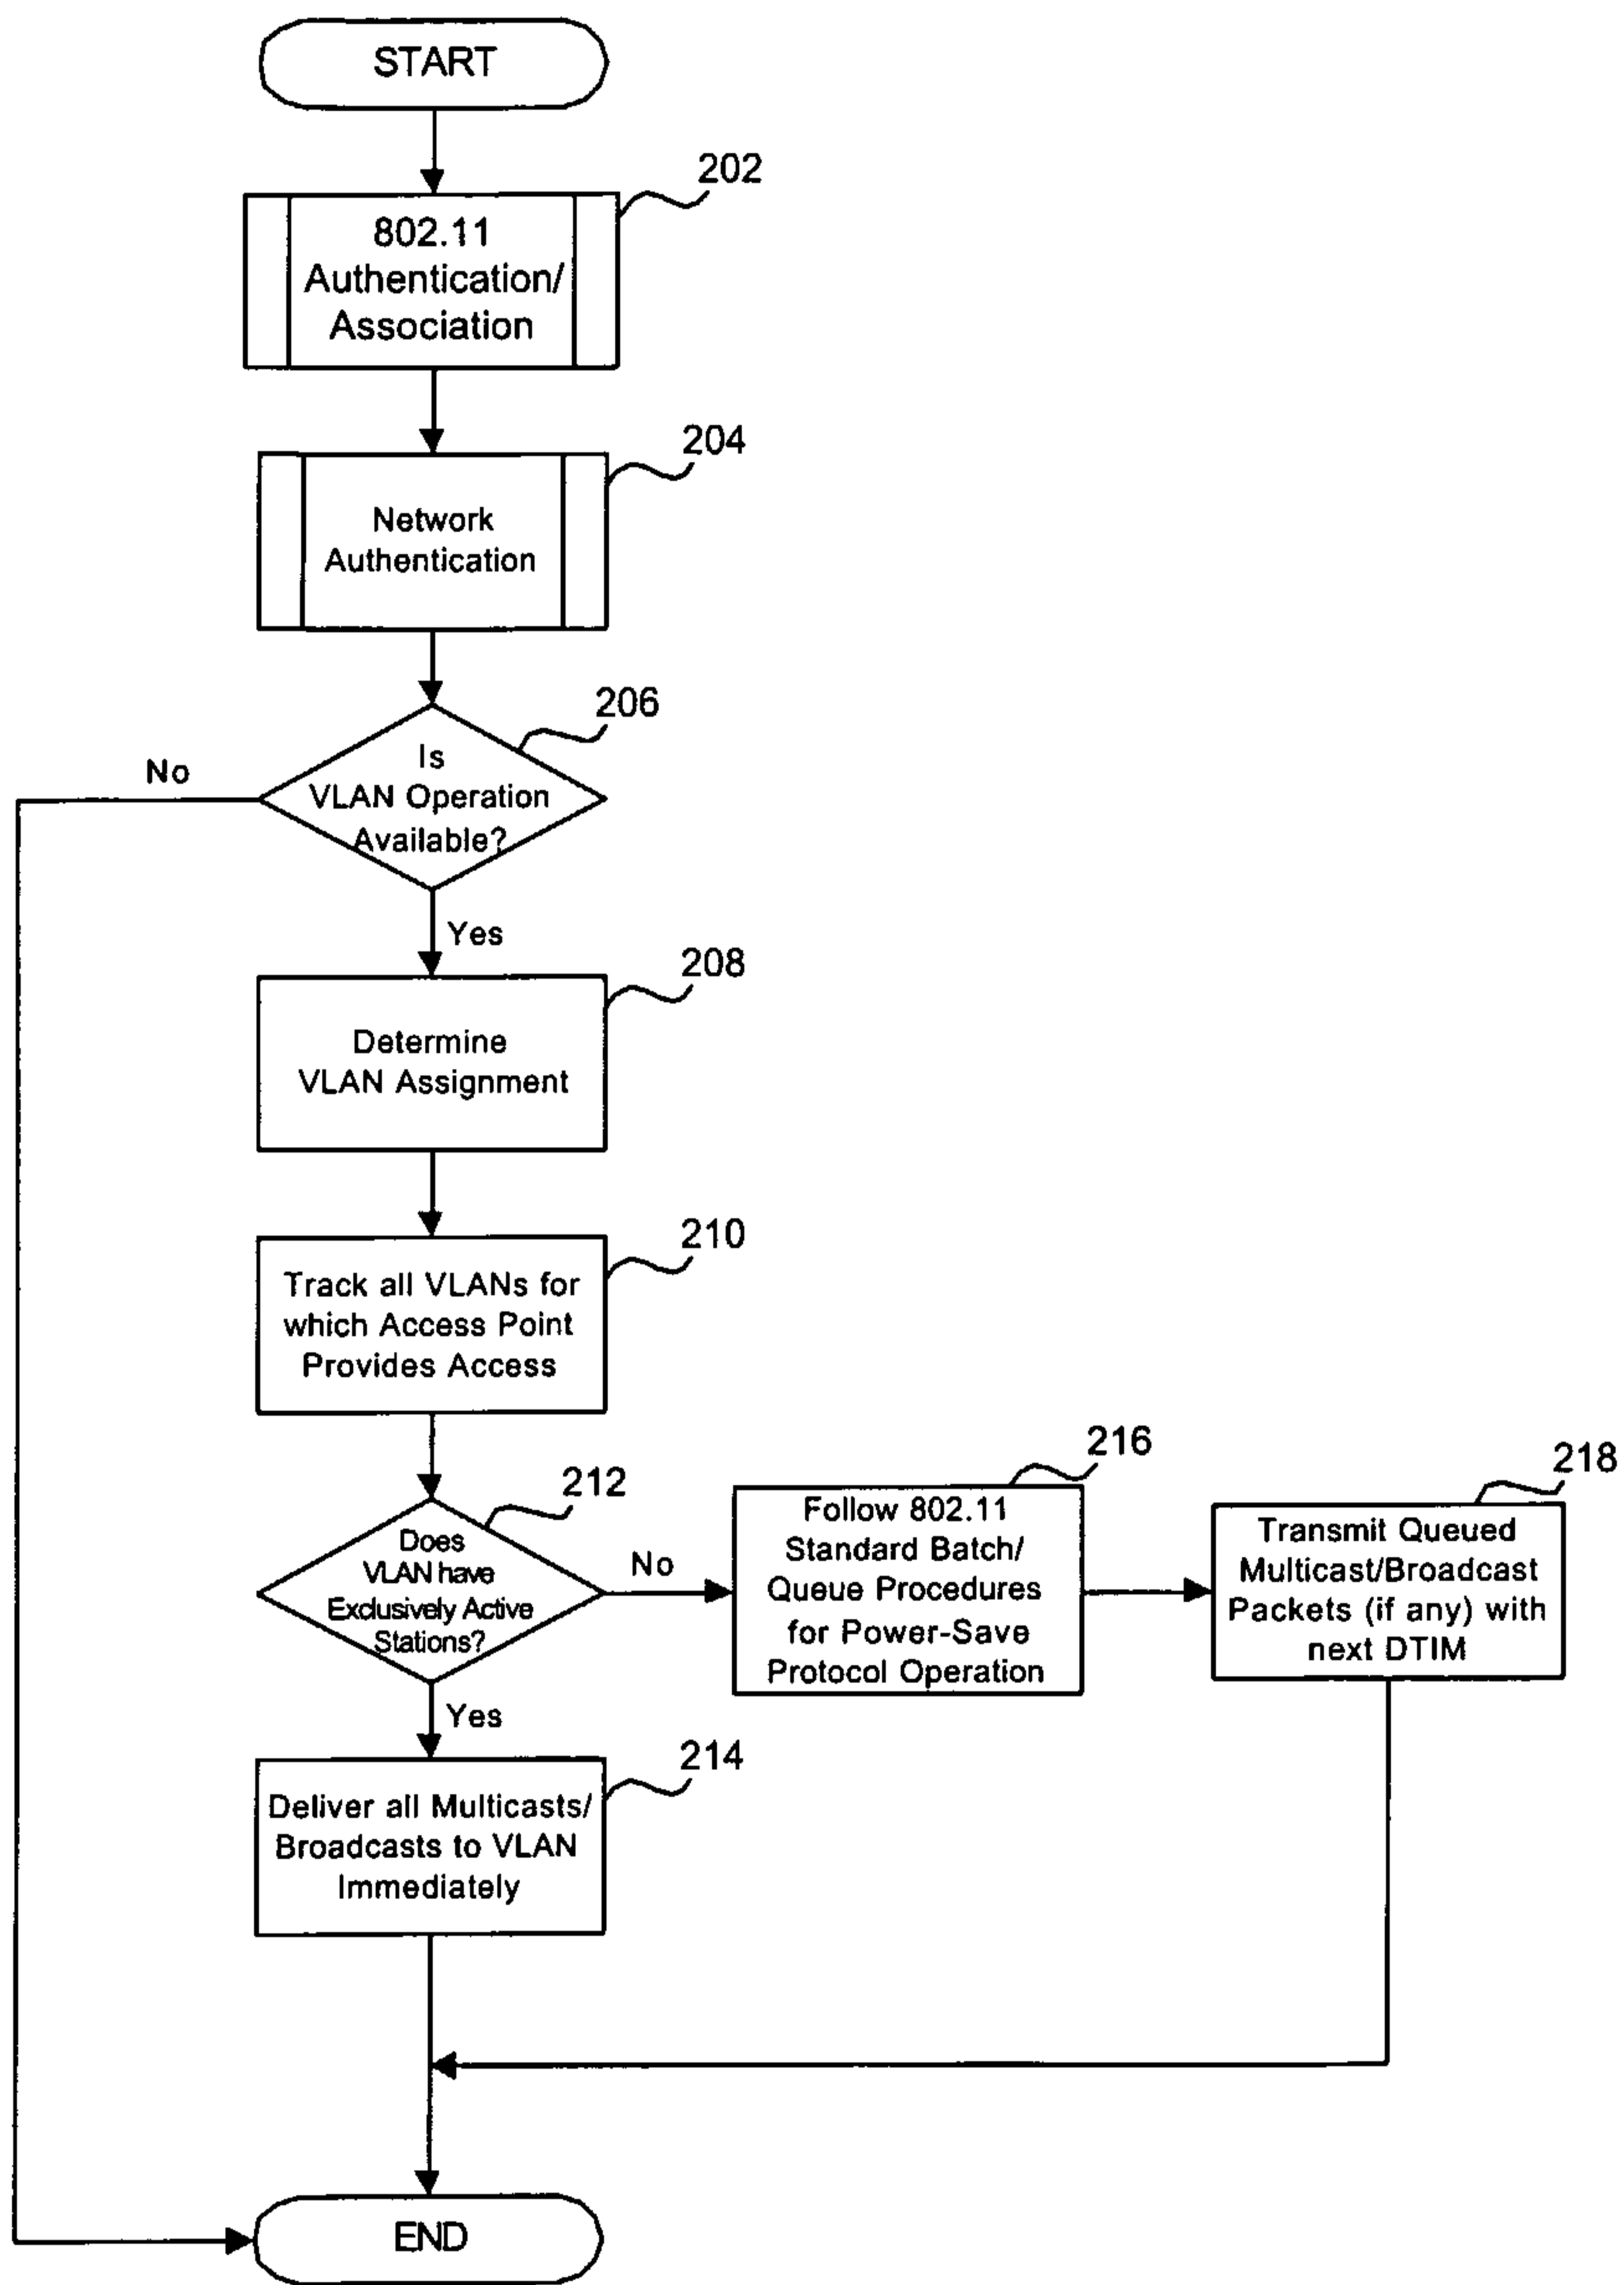 START
202
802.11
Authentication/
Association
204
Network
Authentication
206
Is
VLAN Operation
Available?
No
Yes
208
Determine
VLAN Assignment
210
Track all VLANs for
which Access Point
Provides Access
212
Does
VLAN have
Exclusively Active
Stations?
No
Yes
216
Follow 802.11
Standard Batch/
Queue Procedures
for Power-Save
Protocol Operation
218
Transmit Queued
Multicast/Broadcast
Packets (if any) with
next DTIM
214
Deliver all Multicasts/
Broadcasts to VLAN
Immediately
END